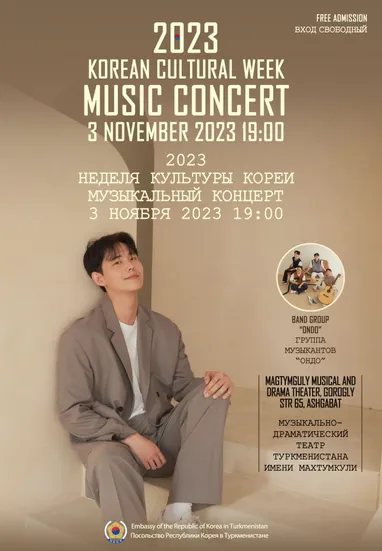 FREE ADMISSION
ВХОД СВОБОДНЫЙ
2023
KOREAN CULTURAL WEEK
MUSIC CONCERT
3 NOVEMBER 2023 19:00
2023
НЕДЕЛЯ КУЛЬТУРЫ КОРЕИ
МУЗЫКАЛЬНЫЙ КОНЦЕРТ
3 НОЯБРЯ 2023 19:00
BAND GROUP
"ONDO"
ГРУППА
МУЗЫКАНТОВ
"ОНДО"
MAGTYMGULY MUSICAL AND
DRAMA THEATER, GOROGLY
STR 65, ASHGABAT
МУЗЫКАЛЬНО-
ДРАМАТИЧЕСКИЙ
ТЕАТР
ТУРКМЕНИСТАНА
ИМЕНИ МАХТУМКУЛИ
Embassy of the Republic of Korea in Turkmenistan
Посольство Республики Корея в Туркменистане